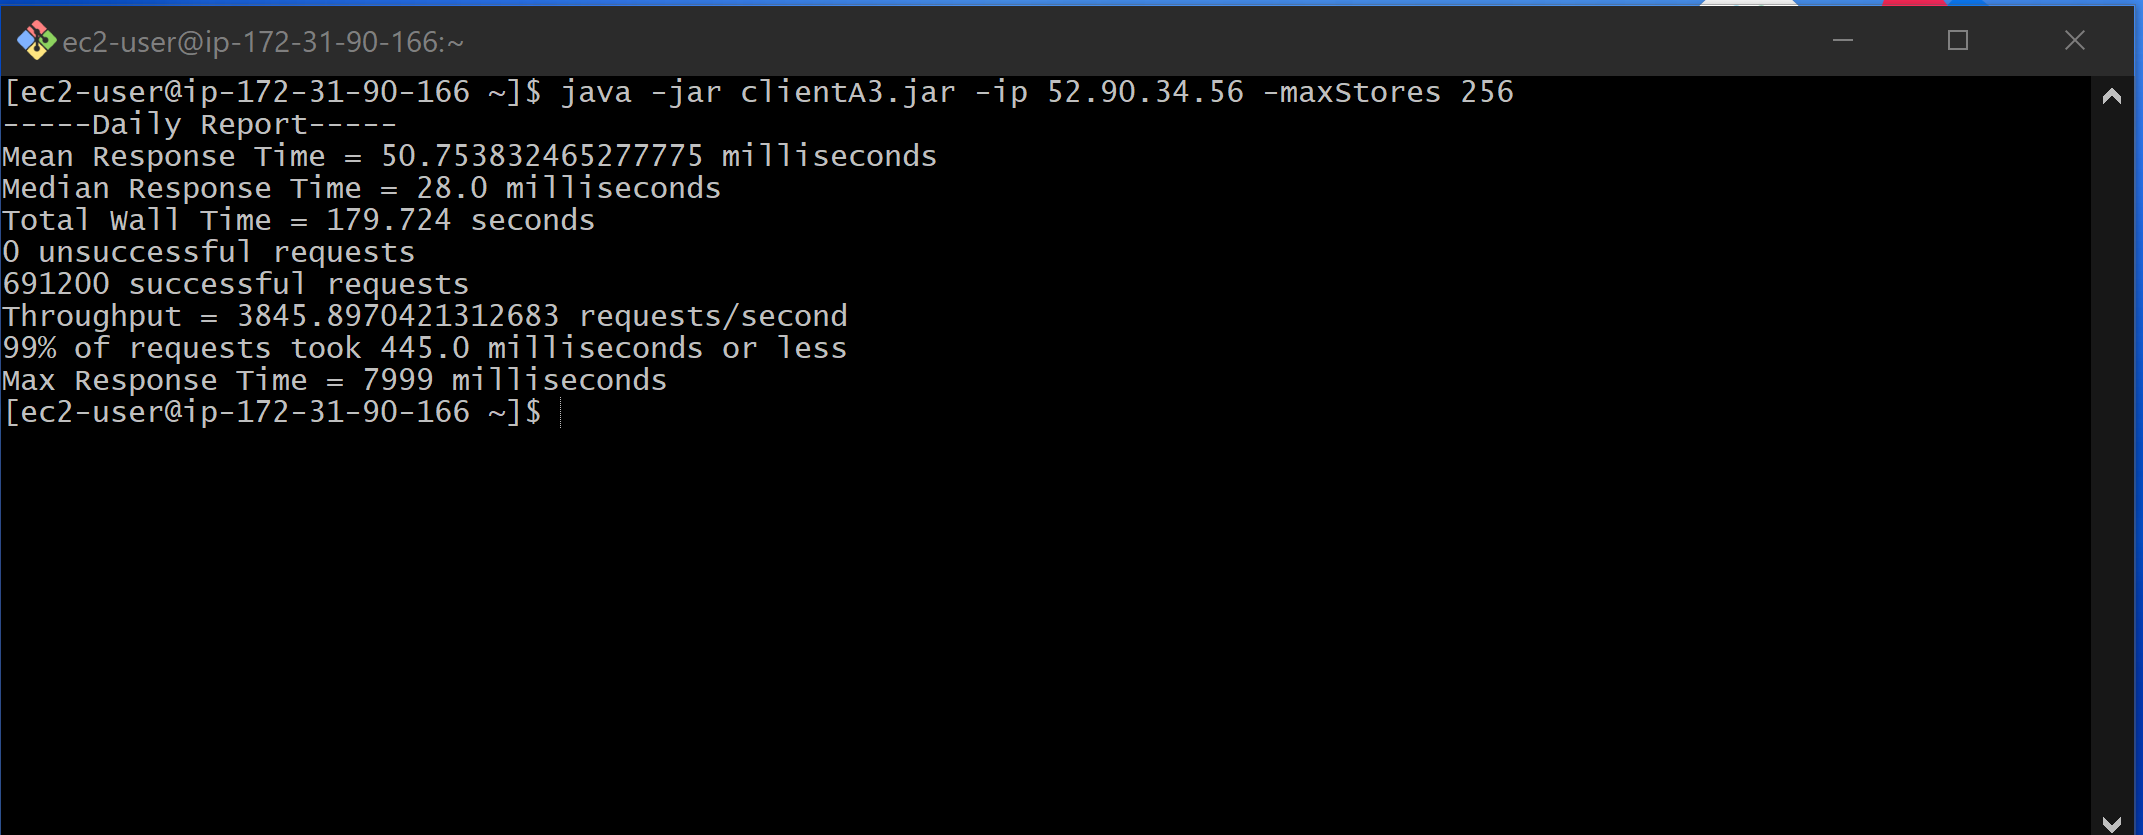 ec2-user@ip-172-31-90-166:~
[ec2-user@ip-172-31-90-166 ~]$ java -jar clientA3.jar -ip 52.90.34.56 -maxStores 256
-----Daily Report-----
Mean Response Time = 50.753832465277775 milliseconds
Median Response Time = 28.0 milliseconds
Total Wall Time = 179.724 seconds
0 unsuccessful requests
691200 successful requests
Throughput = 3845.8970421312683 requests/second
99% of requests took 445.0 milliseconds or less
Max Response Time = 7999 milliseconds
[ec2-user@ip-172-31-90-166 ~]$